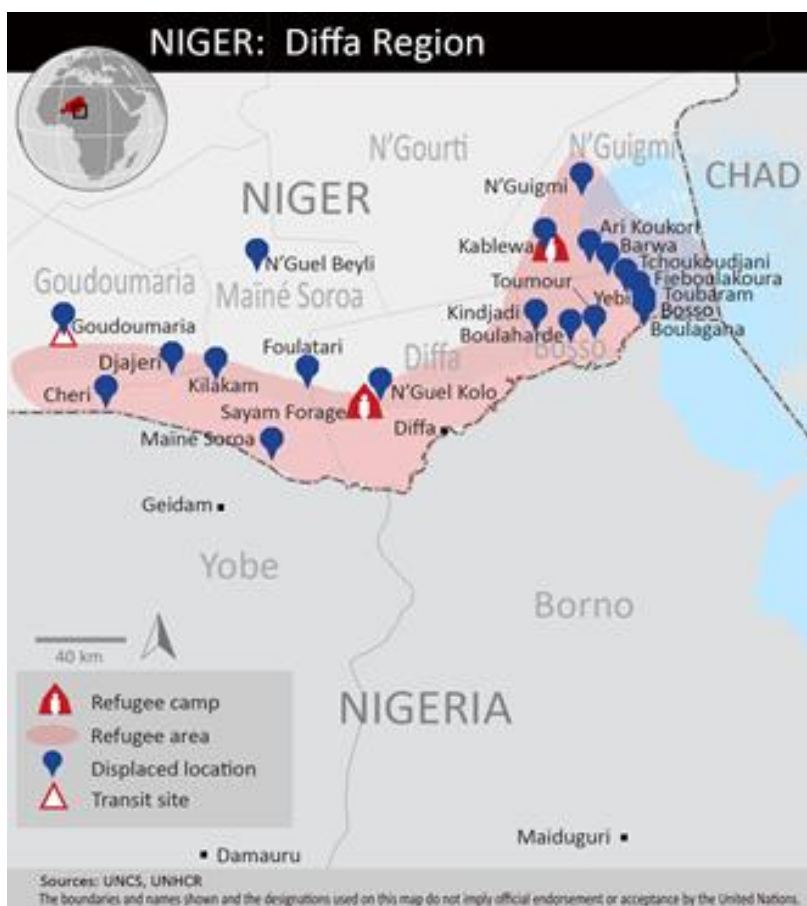 NIGER: Diffa Region
N'Gourti
N'Guigmi
CHAD
N'Guigmi
NIGER
Ari Koukori
Kablewa
Barwa
N'Guel Beyli
Tchoukoudjani
Goudoumaria
Maïné Soroa
Toumour
Fieboulakoura
Yebi
Toubaram
Kindjadi
Bosso
Goudoumaria
Boulaharde
Boulagaha
Foulatari
Diffa
Bosso
Djajeri
Kilakam
N'Guel Kolo
Cheri
Sayam Forage
Diffa
Maïné Soroa
Geidam
Yobe
Borno
40 km
Refugee camp
NIGERIA
Refugee area
Displaced location
Transit site
Maiduguri
Damauru
Sources: UNCS, UNHCR
The boundaries and names shown and the designations used on this map do not imply official endorsement or acceptance by the United Nations.